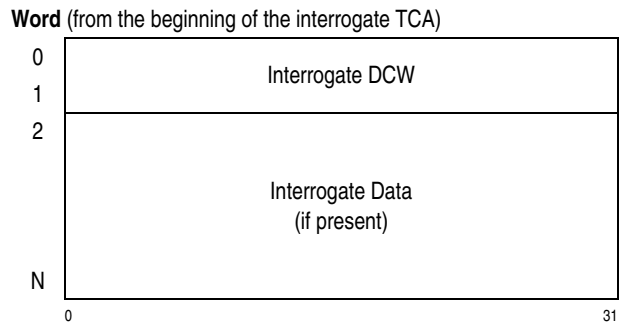 Word (from the beginning of the interrogate TCA)
0
Interrogate DCW
1
2
Interrogate Data
(if present)
N
0 31